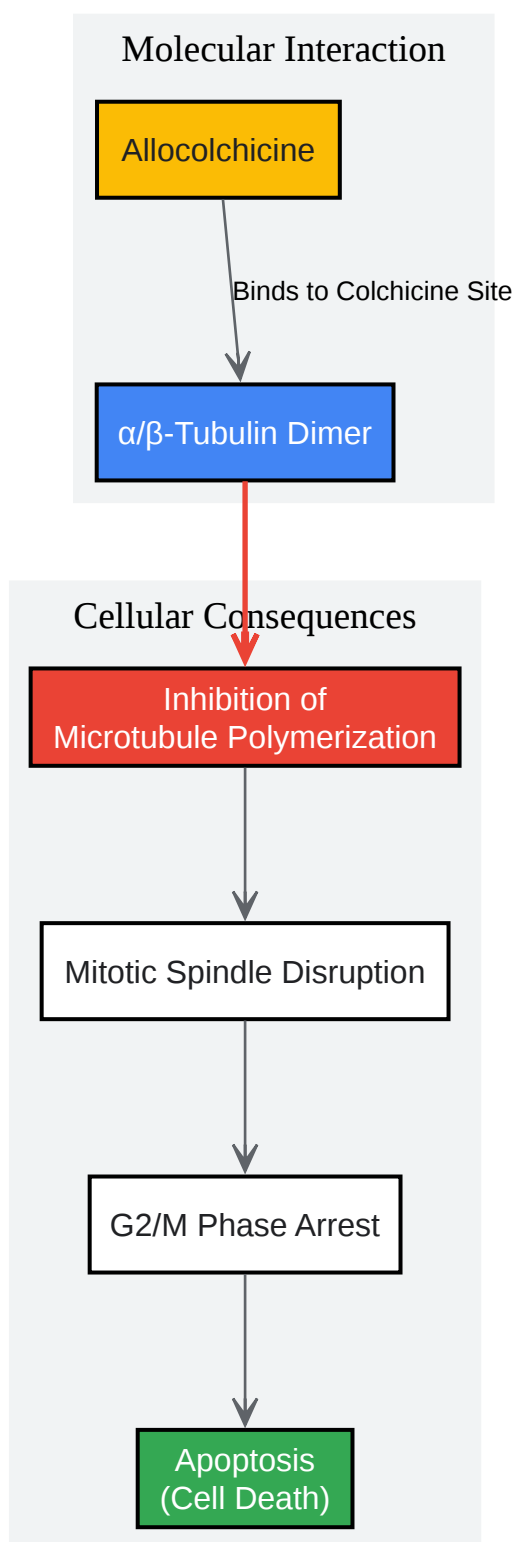 Molecular Interaction
Allocolchicine
Binds to Colchicine Site
α/β-Tubulin Dimer
Cellular Consequences
Inhibition of
Microtubule Polymerization
Mitotic Spindle Disruption
G2/M Phase Arrest
Apoptosis
(Cell Death)